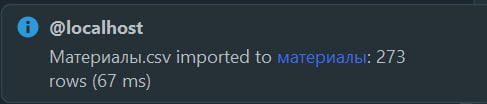 @localhost
Материалы.csv imported to материалы: 273
rows (67 ms)